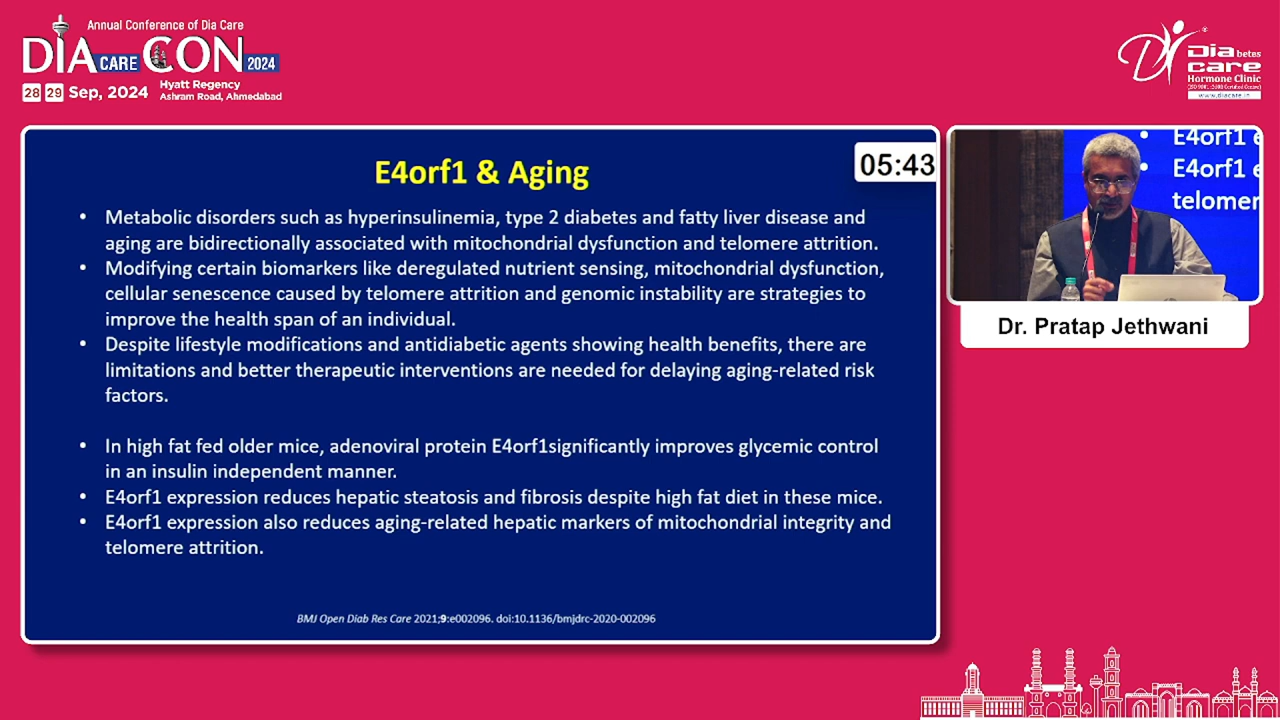 Annual Conference of Dia Care
DIA CARE CON 2024
28 29 Sep, 2024
Hyatt Regency
Ashram Road, Ahmedabad
Diabetes
care
Hormone Clinic
www.diacare.in
E4orf1 & Aging
05:43
• Metabolic disorders such as hyperinsulinemia, type 2 diabetes and fatty liver disease and
aging are bidirectionally associated with mitochondrial dysfunction and telomere attrition.
• Modifying certain biomarkers like deregulated nutrient sensing, mitochondrial dysfunction,
cellular senescence caused by telomere attrition and genomic instability are strategies to
improve the health span of an individual.
• Despite lifestyle modifications and antidiabetic agents showing health benefits, there are
limitations and better therapeutic interventions are needed for delaying aging-related risk
factors.
• In high fat fed older mice, adenoviral protein E4orf1significantly improves glycemic control
in an insulin independent manner.
• E4orf1 expression reduces hepatic steatosis and fibrosis despite high fat diet in these mice.
• E4orf1 expression also reduces aging-related hepatic markers of mitochondrial integrity and
telomere attrition.
BMJ Open Diab Res Care 2021;9:e002096. doi:10.1136/bmjdrc-2020-002096
• E4orf1 e
• E4orf1 e
telomer
Dr. Pratap Jethwani